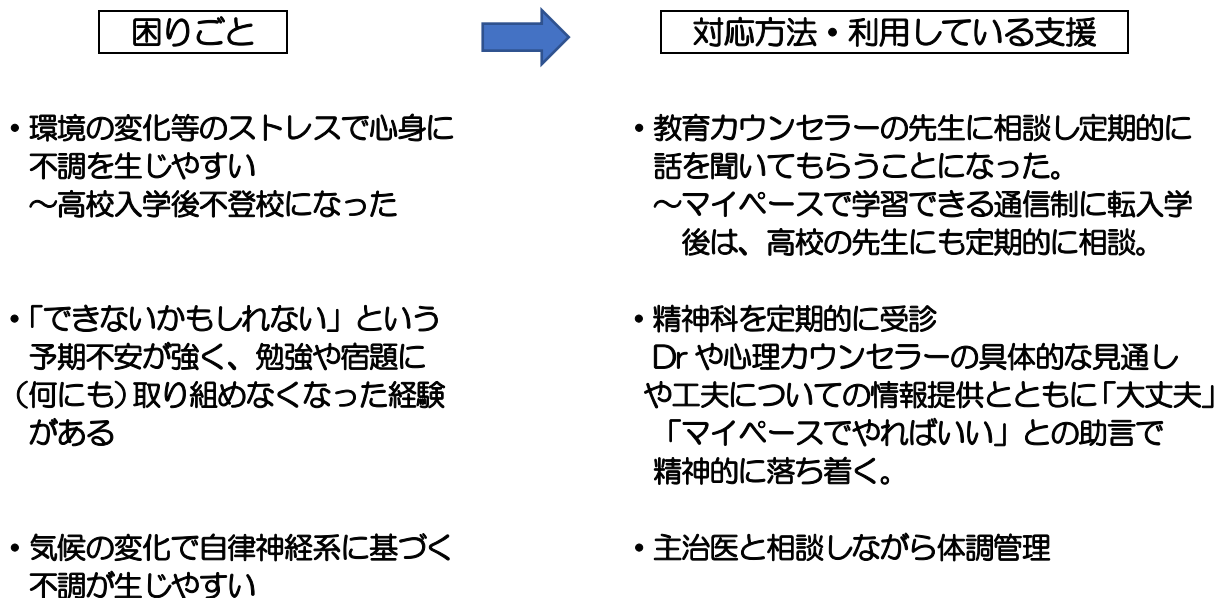 困りごと
対応方法・利用している支援
・環境の変化等のストレスで心身に
不調を生じやすい
～高校入学後不登校になった
・教育カウンセラーの先生に相談し定期的に
話を聞いてもらうことになった。
～マイペースで学習できる通信制に転入学
後は、高校の先生にも定期的に相談。
・「できないかもしれない」という
予期不安が強く、勉強や宿題に
（何にも）取り組めなくなった経験
がある
・精神科を定期的に受診
Dr や心理カウンセラーの具体的な見通し
や工夫についての情報提供とともに「大丈夫」
「マイペースでやればいい」との助言で
精神的に落ち着く。
・気候の変化で自律神経系に基づく
不調が生じやすい
・主治医と相談しながら体調管理